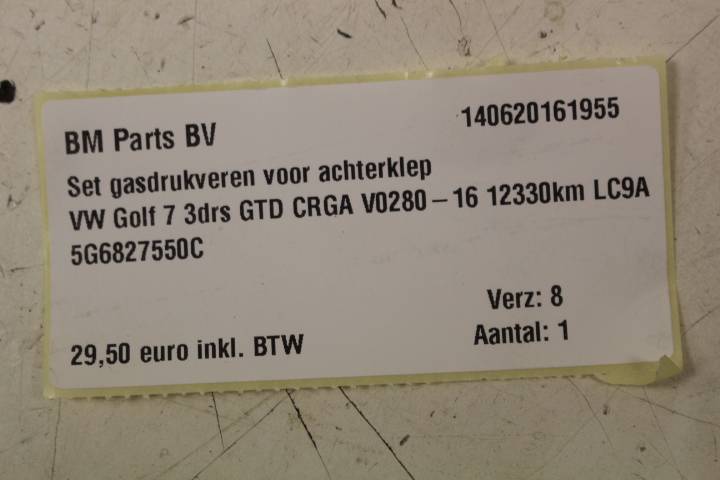 BM Parts BV 140620161955
Set gasdrukveren voor achterklep
VW Golf 7 3drs GTD CRGA V0280 – 16 12330km LC9A
5G6827550C
Verz: 8
29,50 euro inkl. BTW Aantal: 1